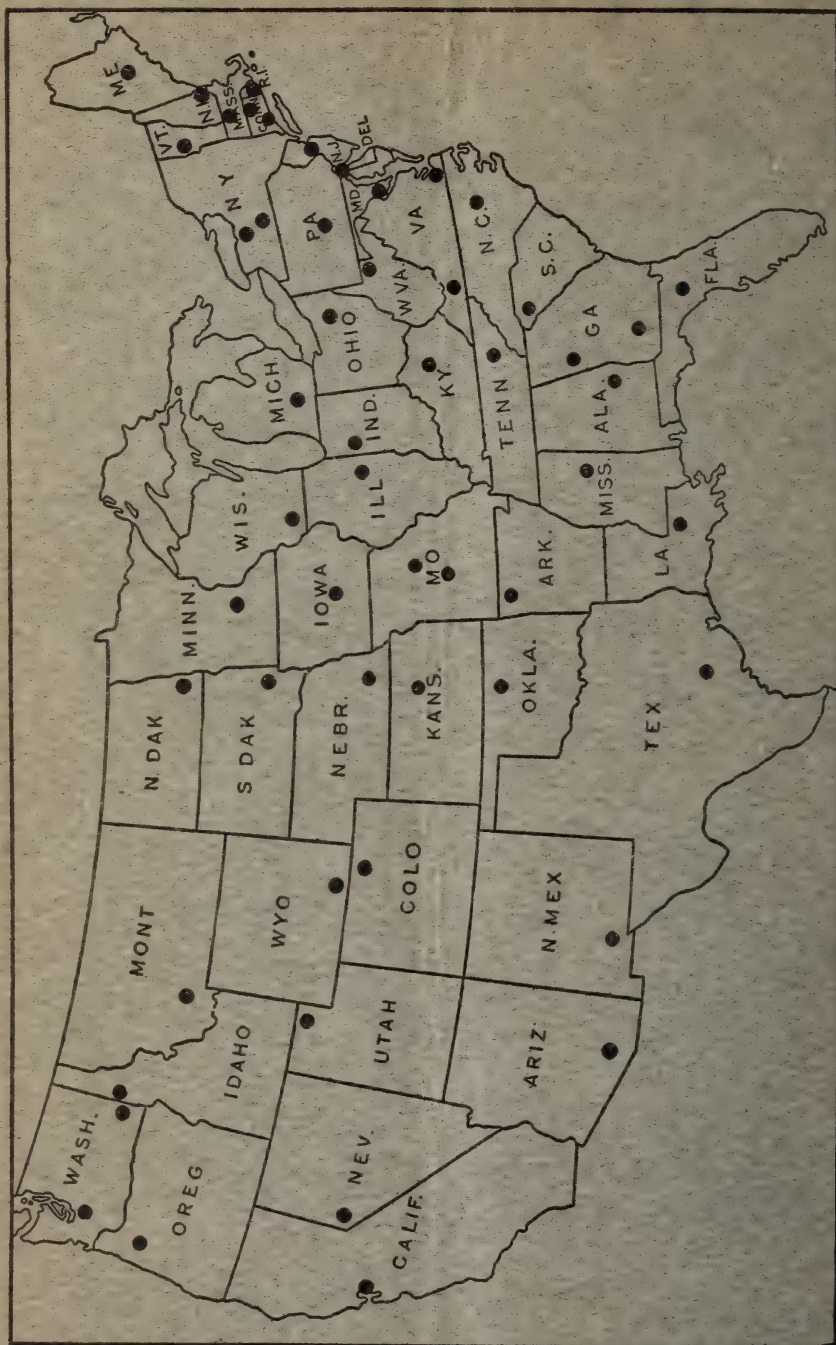 WASH.
OREG
CALIF.
NEV.
IDAHO
MONT
WYO
UTAH
ARIZ
COLO
N.MEX
N.DAK
S DAK
NEBR.
KANS.
OKLA.
TEX
MINN.
IOWA
MO
ARK.
LA.
WIS.
ILL
MICH.
IND.
OHIO
KY.
TENN
MISS.
ALA.
GA
FLA.
S.C.
N.C.
VA
W VA.
MD.
DEL
N.J.
PA
N Y
VT.
N.H.
ME
MASS.
CONN
R.I.